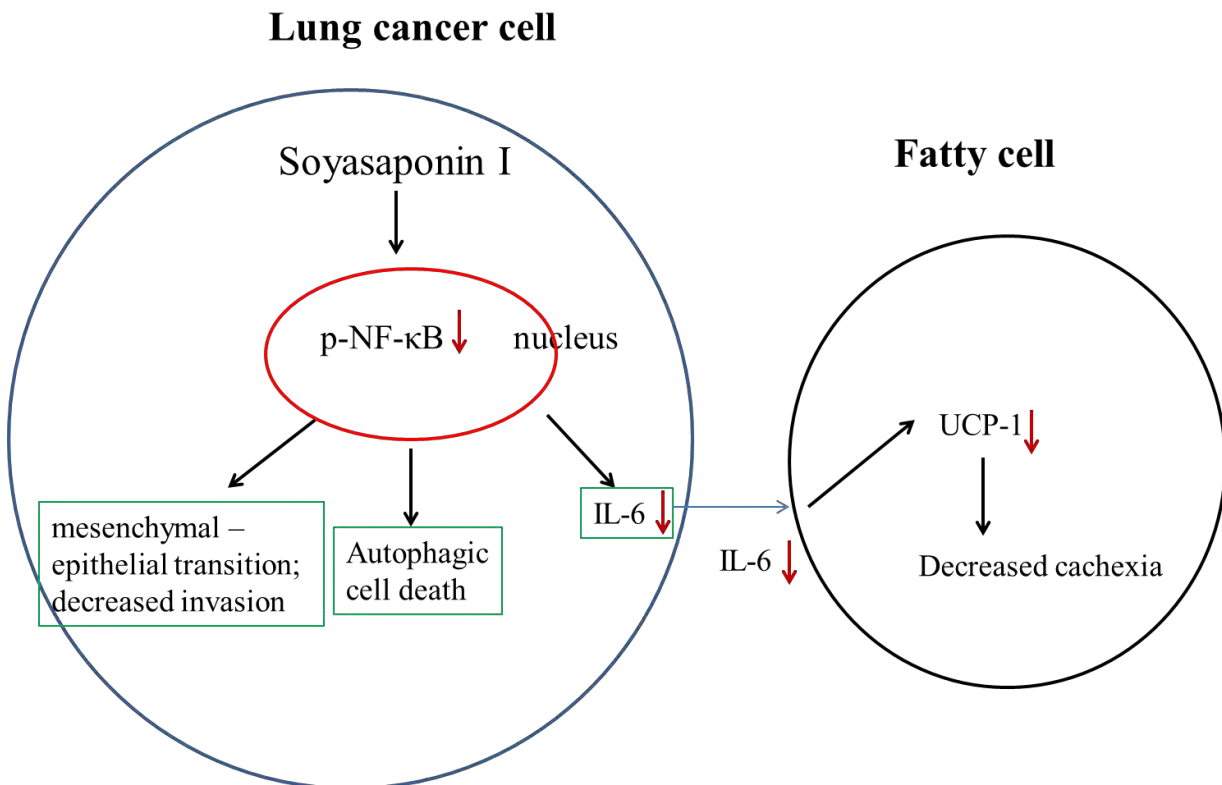 Lung cancer cell
Soyasaponin I
p-NF-κB
nucleus
mesenchymal –
epithelial transition;
decreased invasion
Autophagic
cell death
IL-6
IL-6
Fatty cell
UCP-1
Decreased cachexia